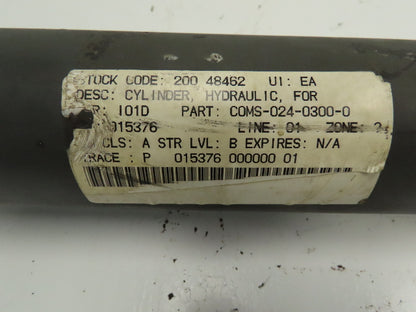 STOCK CODE: 200 48462 UI: EA
DESC: CYLINDER, HYDRAULIC, FOR
R: I01D PART: COMS-024-0300-0
015376 LINE: 01 ZONE:
CLS: A STR LVL: B EXPIRES: N/A
TRACE : P 015376 000000 01